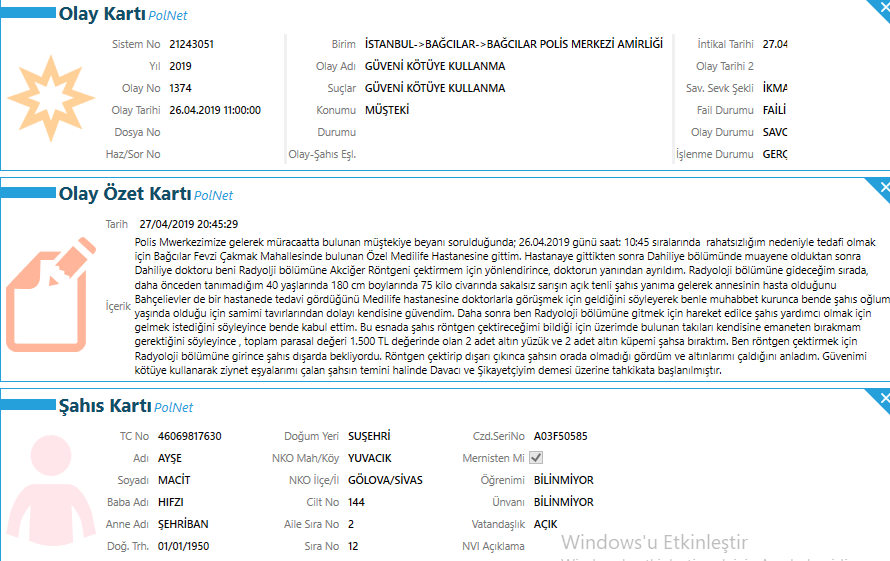 Olay Kartı PolNet
Sistem No 21243051 Birim İSTANBUL->BAĞCILAR->BAĞCILAR POLİS MERKEZİ AMİRLİĞİ İntikal Tarihi 27.04
Yıl 2019 Olay Adı GÜVENİ KÖTÜYE KULLANMA Olay Tarihi 2
Olay No 1374 Suçlar GÜVENİ KÖTÜYE KULLANMA Sav. Sevk Şekli İKMA
Olay Tarihi 26.04.2019 11:00:00 Konumu MÜŞTEKİ Fail Durumu FAİLİ
Dosya No Durumu Olay Durumu SAVC
Haz/Sor No Olay-Şahıs Eşl. İşlenme Durumu GERÇ
Olay Özet Kartı PolNet
Tarih 27/04/2019 20:45:29
İçerik
Polis Mwerkezimize gelerek müracaatta bulunan müştekiye beyanı sorulduğunda; 26.04.2019 günü saat: 10:45 sıralarında rahatsızlığım nedeniyle tedafi olmak
için Bağcılar Fevzi Çakmak Mahallesinde bulunan Özel Medilife Hastanesine gittim. Hastanaye gittikten sonra Dahiliye bölümünde muayene olduktan sonra
Dahiliye doktoru beni Radyolji bölümüne Akciğer Röntgeni çektirmem için yönlendirince, doktorun yanından ayrıldım. Radyoloji bölümüne gideceğim sırada,
daha önceden tanımadığım 40 yaşlarında 180 cm boylarında 75 kilo civarında sakalsız sarışın açık tenli şahıs yanıma gelerek annesinin hasta olduğunu
Bahçelievler de bir hastanede tedavi gördüğünü Medilife hastanesine doktorlarla görüşmek için geldiğini söyleyerek benle muhabbet kurunca bende şahıs oğlum
yaşında olduğu için samimi tavırlarından dolayı kendisine güvendim. Daha sonra ben Radyoloji bölümüne gitmek için hareket edilce şahıs yardımcı olmak için
gelmek istediğini söyleyince bende kabul ettim. Bu esnada şahıs röntgen çektireceğimi bildiği için üzerimde bulunan takıları kendisine emaneten bırakmam
gerektiğini söyleyince , toplam parasal değeri 1.500 TL değerinde olan 2 adet altın yüzük ve 2 adet altın küpemi şahsa bıraktım. Ben röntgen çektirmek için
Radyoloji bölümüne girince şahıs dışarda bekliyordu. Röntgen çektirip dışarı çıkınca şahsın orada olmadığı gördüm ve altınlarımı çaldığını anladım. Güvenimi
kötüye kullanarak ziynet eşyalarımı çalan şahsın temini halinde Davacı ve Şikayetçiyim demesi üzerine tahkikata başlanılmıştır.
Şahıs Kartı PolNet
TC No 46069817630 Doğum Yeri SUŞEHRİ Czd.SeriNo A03F50585
Adı AYŞE NKO Mah/Köy YUVACIK Mernisten Mi
Soyadı MACİT NKO İlçe/İl GÖLOVA/SİVAS Öğrenimi BİLİNMİYOR
Baba Adı HIFZI Cilt No 144 Ünvanı BİLİNMİYOR
Anne Adı ŞEHRİBAN Aile Sıra No 2 Vatandaşlık AÇIK
Doğ. Trh. 01/01/1950 Sıra No 12 NVI Açıklama
Windows'u Etkinleştir